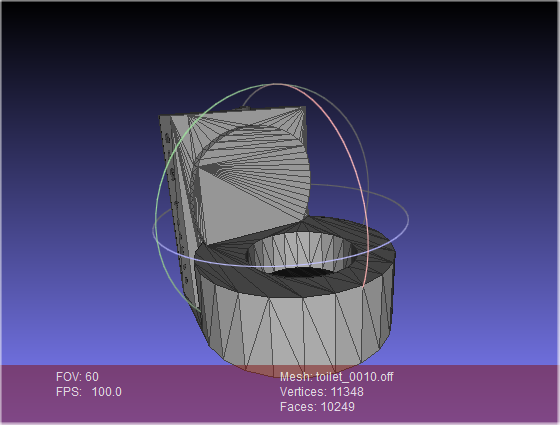 FOV: 60
FPS: 100.0
Mesh: toilet_0010.off
Vertices: 11348
Faces: 10249